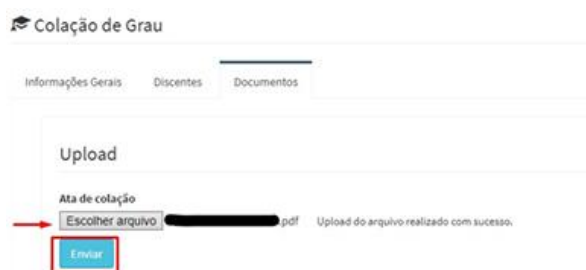 Colação de Grau
Informações Gerais Discentes Documentos
Upload
Ata de colação
Escolher arquivo .pdf Upload do arquivo realizado com sucesso.
Enviar